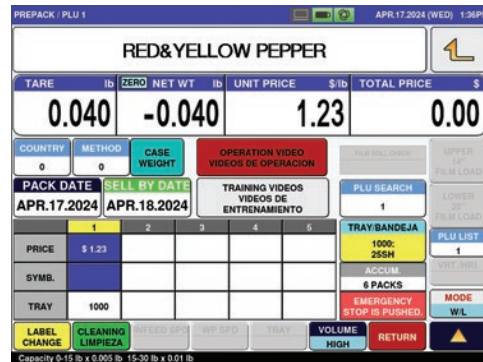 PREPACK / PLU 1 APR.17.2024 (WED) 1:36P
RED&YELLOW PEPPER
TARE lb ZERO NET WT lb UNIT PRICE $/lb TOTAL PRICE $
0.040 -0.040 1.23 0.00
COUNTRY METHOD CASE WEIGHT OPERATION VIDEO FILM ROLL CHECK UPPER
0 0 VIDEOS DE OPERACION 14" FILM LOAD
PACK DATE SELL BY DATE TRAINING VIDEOS PLU SEARCH LOWER
APR.17.2024 APR.18.2024 VIDEOS DE ENTRENAMIENTO 1 FILM LOAD
1 2 3 4 5 TRAY/BANDEJA PLU LIST
PRICE $ 1.23 1000: 25SH 1
SYMB. ACCUM. 6 PACKS
TRAY 1000 EMERGENCY STOP IS PUSHED. MODE W/L
LABEL CHANGE CLEANING LIMPIEZA INFEED SPD WP SPD TRAY VOLUME HIGH RETURN
Capacity 0-15 lb x 0.005 lb 15-30 lb x 0.01 lb